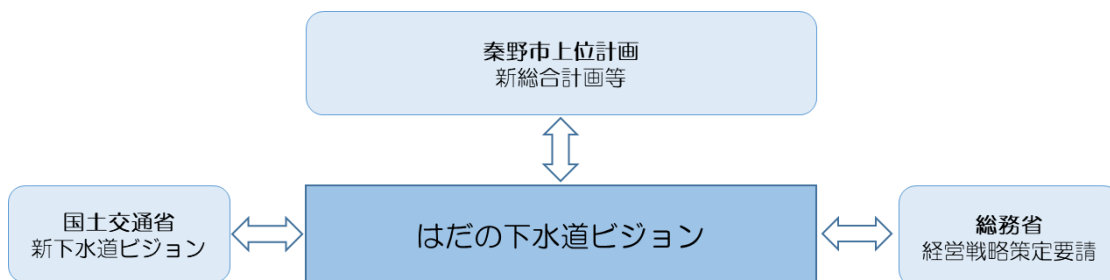 秦野市上位計画
新総合計画等
国土交通省
新下水道ビジョン
はだの下水道ビジョン
総務省
経営戦略策定要請